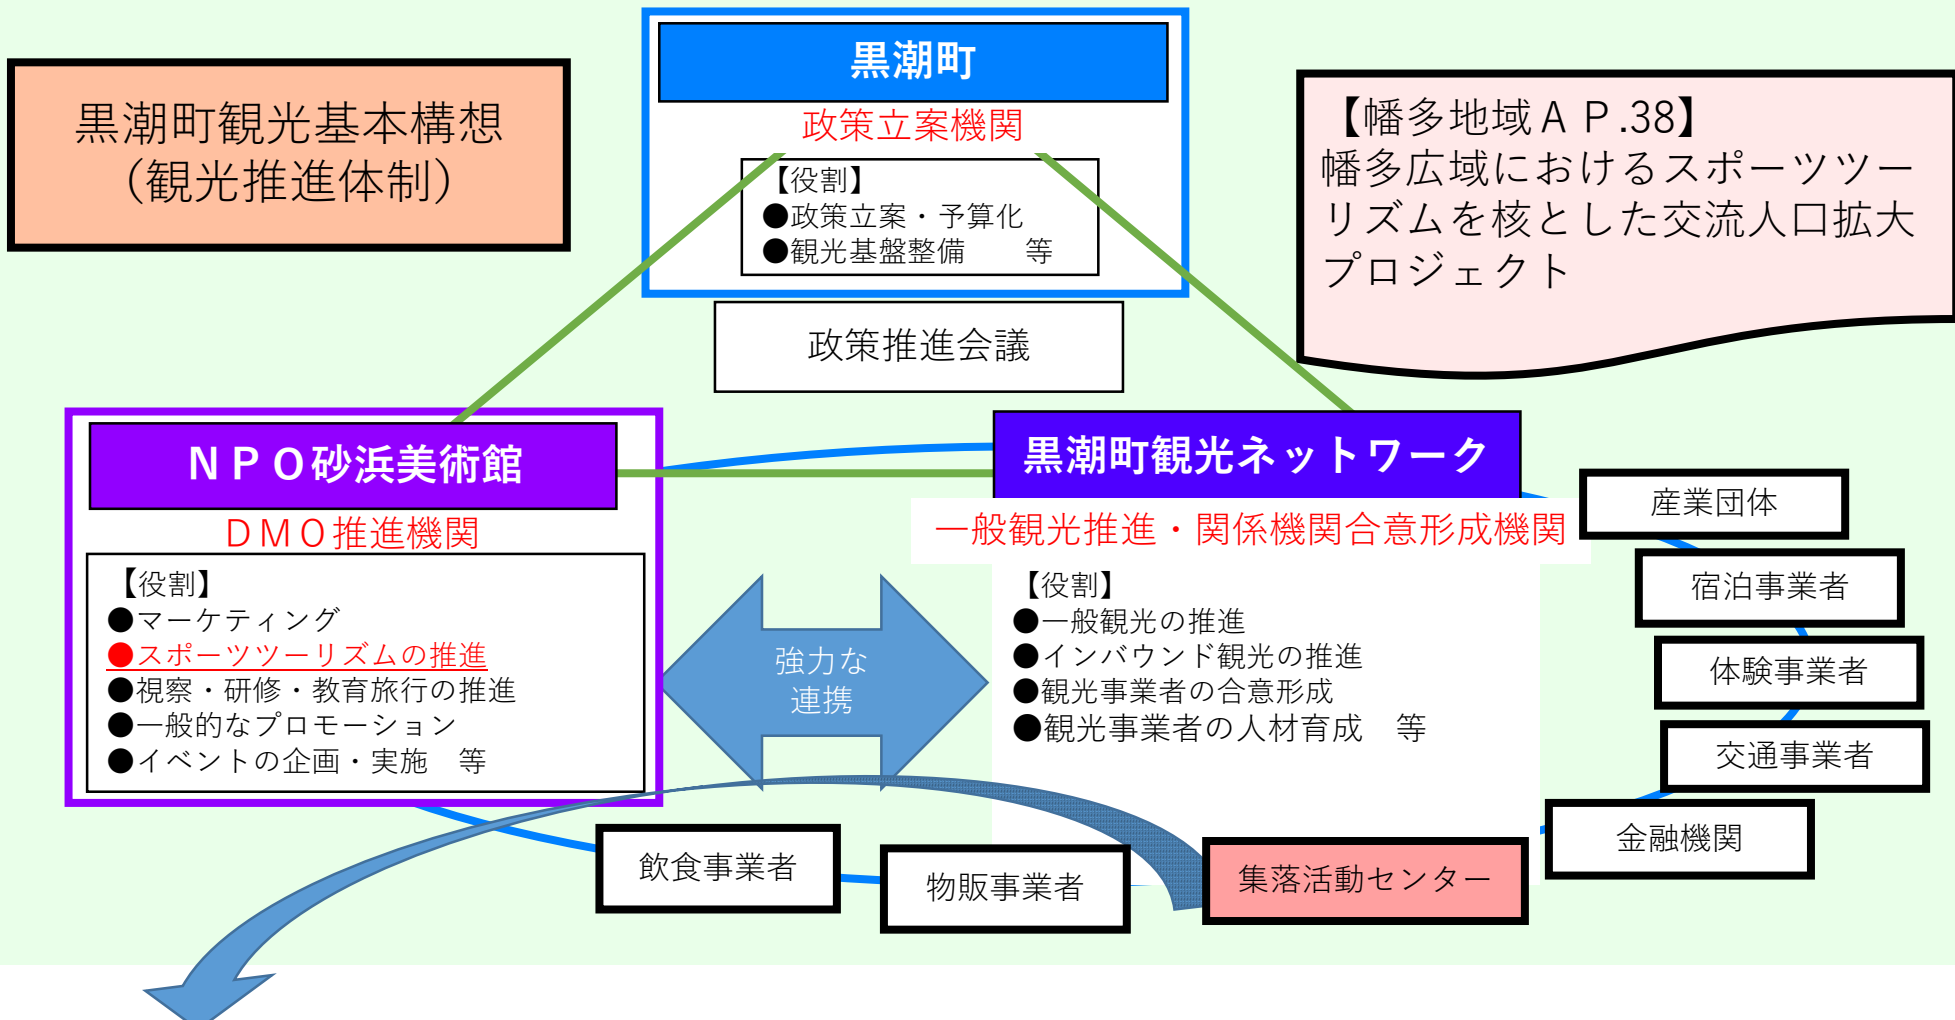 黒潮町
政策立案機関
【役割】
●政策立案・予算化
●観光基盤整備　　等
黒潮町観光基本構想
（観光推進体制）
【幡多地域ＡＰ.38】
幡多広域におけるスポーツツー
リズムを核とした交流人口拡大
プロジェクト
政策推進会議
ＮＰＯ砂浜美術館
ＤＭＯ推進機関
【役割】
●マーケティング
●スポーツツーリズムの推進
●視察・研修・教育旅行の推進
●一般的なプロモーション
●イベントの企画・実施　等
強力な
連携
黒潮町観光ネットワーク
一般観光推進・関係機関合意形成機関
【役割】
●一般観光の推進
●インバウンド観光の推進
●観光事業者の合意形成
●観光事業者の人材育成　等
産業団体
宿泊事業者
体験事業者
交通事業者
金融機関
飲食事業者
物販事業者
集落活動センター